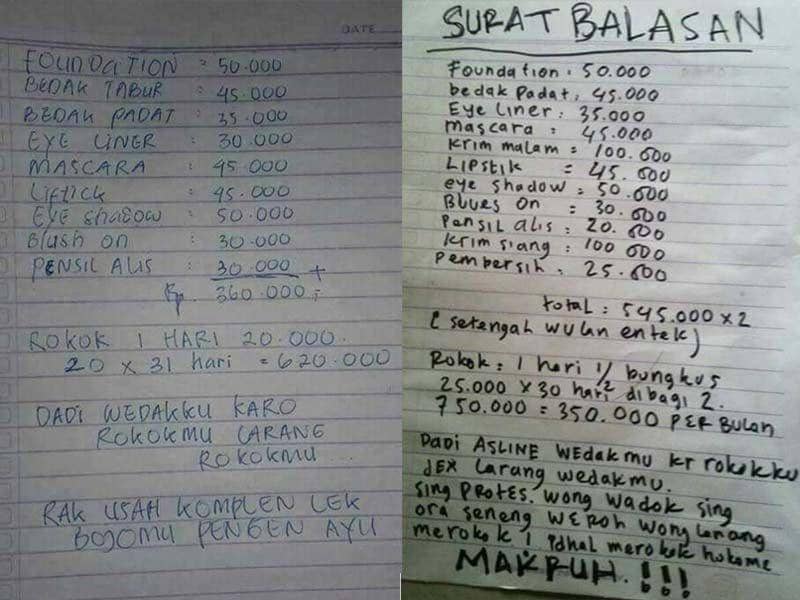 DATE
FOUNDATION : 50.000
BEDAK TABUR : 45.000
BEDAK PADAT : 35.000
EYE LINER : 30.000
MASCARA : 45.000
Liftick : 45.000
Eye shadow : 50.000
Blush on : 30.000
PENSIL ALIS : 30.000 +
Rp. 360.000;-
ROKOK 1 HARI 20.000.
20 x 31 hari = 620.000
DADI WEDAKKU KARO
ROKOKMU LARANG
ROKOKMU ...
RAK USAH KOMPLEN LEK
BOJOMU PENGEN AYU
SURAT BALASAN
Foundation : 50.000
bedak Padat : 45.000
Eye Liner : 35.000
mascara : 45.000
krim malam = 100.000
Lipstik = 45.000
eye shadow = 50.000
Blues on = 30.000
Pensil alis : 20.000
krim siang : 100 000
Pembersih : 25.000
total : 545.000 x 2
( setengah wulan entek )
Rokok : 1 hari 1/2 bungkus
25.000 x 30 hari dibagi 2.
750.000 = 350.000 PER Bulan
Dadi ASLINE WEdakmu kr rokokku
JEX Larang wedakmu.
Sing PROTES. wong wadok sing
ora seneng WEROH wong Lanang
merokok ! Pdhal merokok hukome
MAKRUH. !!!